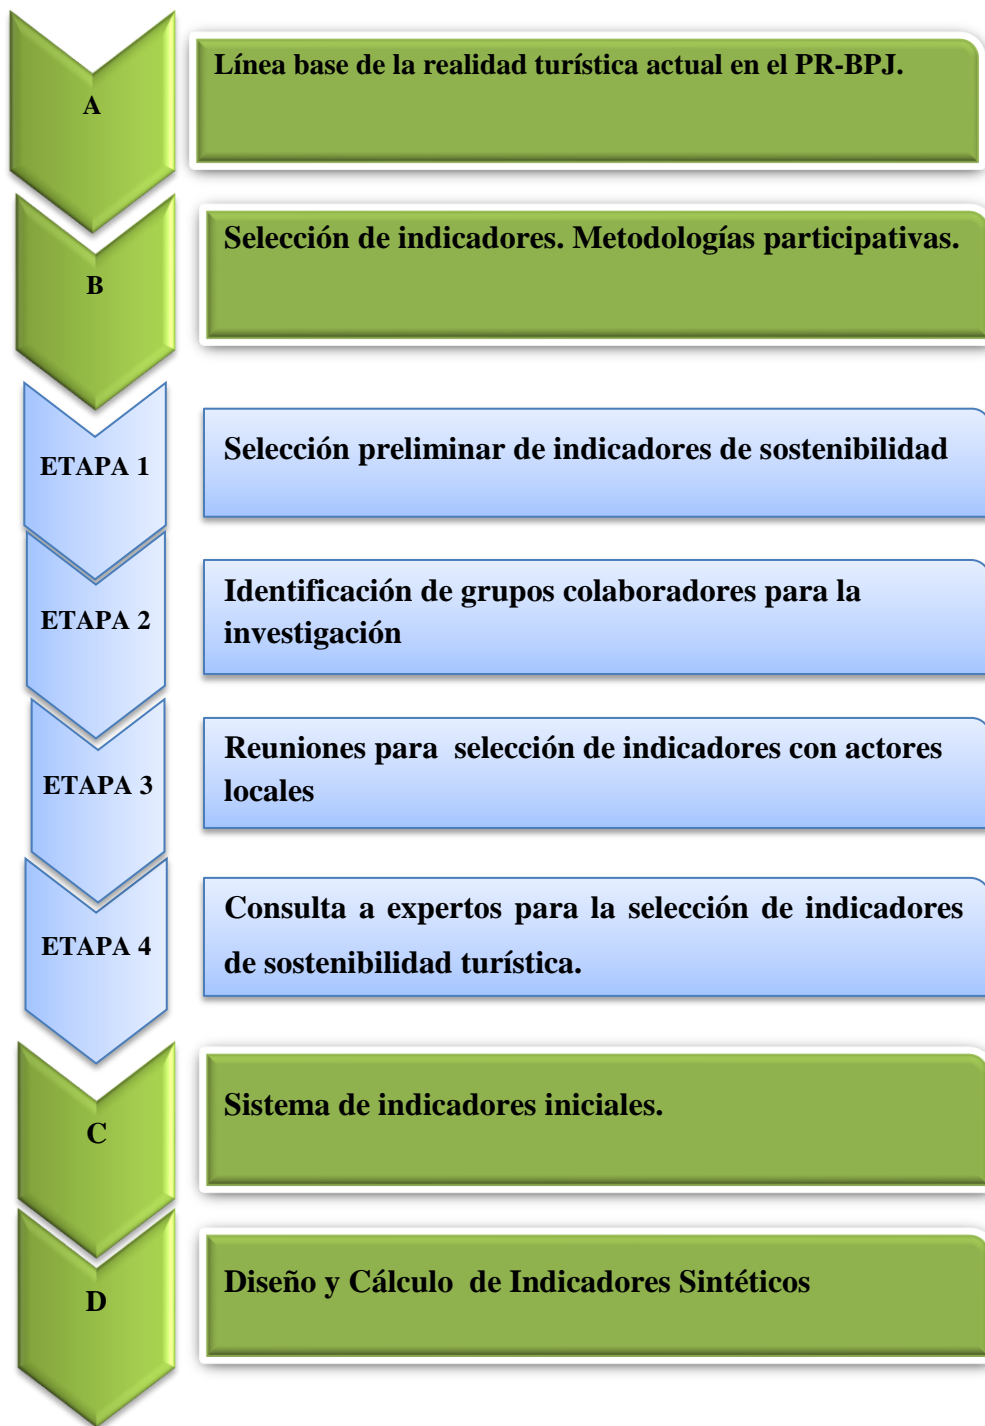 A
Línea base de la realidad turística actual en el PR-BPJ.
B
Selección de indicadores. Metodologías participativas.
ETAPA 1
Selección preliminar de indicadores de sostenibilidad
ETAPA 2
Identificación de grupos colaboradores para la
investigación
ETAPA 3
Reuniones para  selección de indicadores con actores
locales
ETAPA 4
Consulta a expertos para la selección de indicadores
de sostenibilidad turística.
C
Sistema de indicadores iniciales.
D
Diseño y Cálculo  de Indicadores Sintéticos